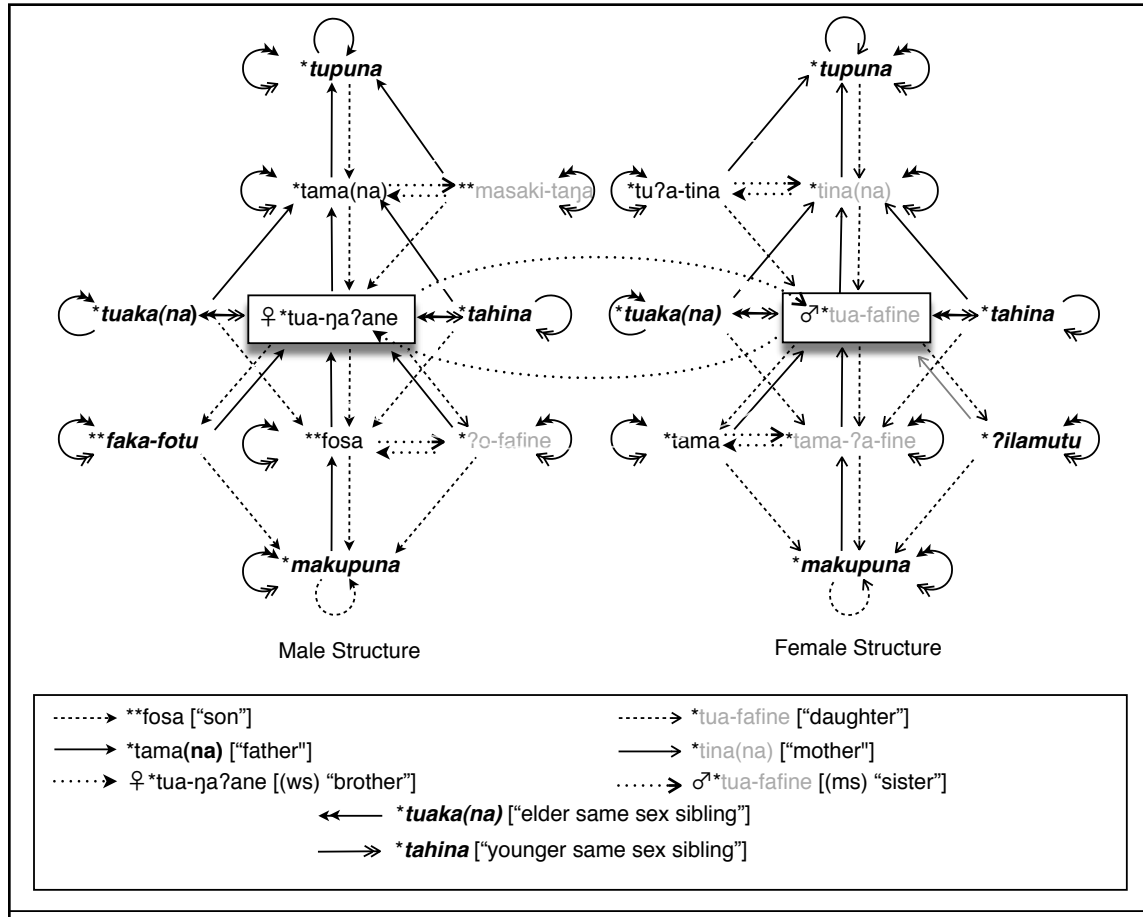 *tupuna *tupuna
*tama(na) **masaki-taŋa *tuʔa-tina *tina(na)
*tuaka(na) ♀*tua-ŋaʔane *tahina *tuaka(na) ♂*tua-fafine *tahina
**faka-fotu **fosa *ʔo-fafine *tama *tama-ʔa-fine *ʔilamutu
*makupuna *makupuna
Male Structure Female Structure
**fosa [“son”] *tua-fafine [“daughter”]
*tama(na) [“father"] *tina(na) [“mother”]
♀*tua-ŋaʔane [(ws) “brother”] ♂*tua-fafine [(ms) “sister”]
*tuaka(na) [“elder same sex sibling”]
*tahina [“younger same sex sibling”]